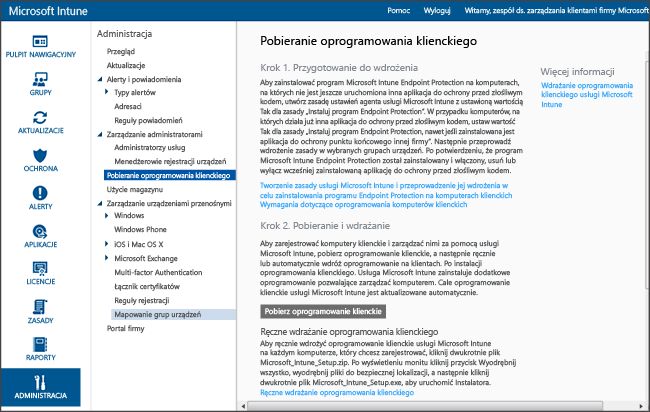 Microsoft Intune
Pomoc
Wyloguj
Witamy, zespół ds. zarządzania klientami firmy Microsoft
PULPIT NAWIGACYJNY
GRUPY
AKTUALIZACJE
OCHRONA
ALERTY
APLIKACJE
LICENCJE
ZASADY
RAPORTY
ADMINISTRACJA
Administracja
Przegląd
Aktualizacje
Alerty i powiadomienia
Typy alertów
Adresaci
Reguły powiadomień
Zarządzanie administratorami
Administratorzy usługi
Menedżerowie rejestracji urządzeń
Pobieranie oprogramowania klienckiego
Użycie magazynu
Zarządzanie urządzeniami przenośnymi
Windows
Windows Phone
iOS i Mac OS X
Microsoft Exchange
Multi-factor Authentication
Łącznik certyfikatów
Reguły rejestracji
Mapowanie grup urządzeń
Portal firmy
Pobieranie oprogramowania klienckiego
Krok 1. Przygotowanie do wdrożenia
Aby zainstalować program Microsoft Intune Endpoint Protection na komputerach,
na których nie jest jeszcze uruchomiona inna aplikacja do ochrony przed złośliwym
kodem, utwórz zasadę ustawień agenta usługi Microsoft Intune z ustawioną wartością
Tak dla zasady „Instaluj program Endpoint Protection”. W przypadku komputerów, na
których działa już inna aplikacja do ochrony przed złośliwym kodem, ustaw wartość
Tak dla zasady „Instaluj program Endpoint Protection, nawet jeśli zainstalowana jest
aplikacja do ochrony punktu końcowego innej firmy”. Następnie przeprowadź
wdrożenie zasady w wybranych grupach urządzeń. Po potwierdzeniu, że program
Microsoft Intune Endpoint Protection został zainstalowany i włączony, usuń lub
wyłącz wcześniej zainstalowaną aplikację do ochrony przed złośliwym kodem.
Tworzenie zasady usługi Microsoft Intune i przeprowadzenie jej wdrożenia w
celu zainstalowania programu Endpoint Protection na komputerach klienckich
Wymagania dotyczące oprogramowania komputerów klienckich
Krok 2. Pobieranie i wdrażanie
Aby zarejestrować komputery klienckie i zarządzać nimi za pomocą usługi
Microsoft Intune, pobierz oprogramowanie klienckie, a następnie ręcznie
lub automatycznie wdróż oprogramowanie na klientach. Po instalacji
oprogramowania klienckiego. Usługa Microsoft Intune zainstaluje dodatkowe
oprogramowanie pozwalające zarządzać komputerem. Całe oprogramowanie
klienckie usługi Microsoft Intune jest aktualizowane automatycznie.
Pobierz oprogramowanie klienckie
Ręczne wdrażanie oprogramowania klienckiego
Aby ręcznie wdrożyć oprogramowanie klienckie usługi Microsoft Intune
na każdym komputerze, który chcesz zarejestrować, kliknij dwukrotnie plik
Microsoft_Intune_Setup.zip. Po wyświetleniu monitu kliknij przycisk Wyodrębnij
wszystko, wyodrębnij pliki do bezpiecznej lokalizacji, a następnie kliknij
dwukrotnie plik Microsoft_Intune_Setup.exe, aby uruchomić Instalatora.
Ręczne wdrażanie oprogramowania klienckiego
Więcej informacji
Wdrażanie oprogramowania
klienckiego usługi Microsoft
Intune